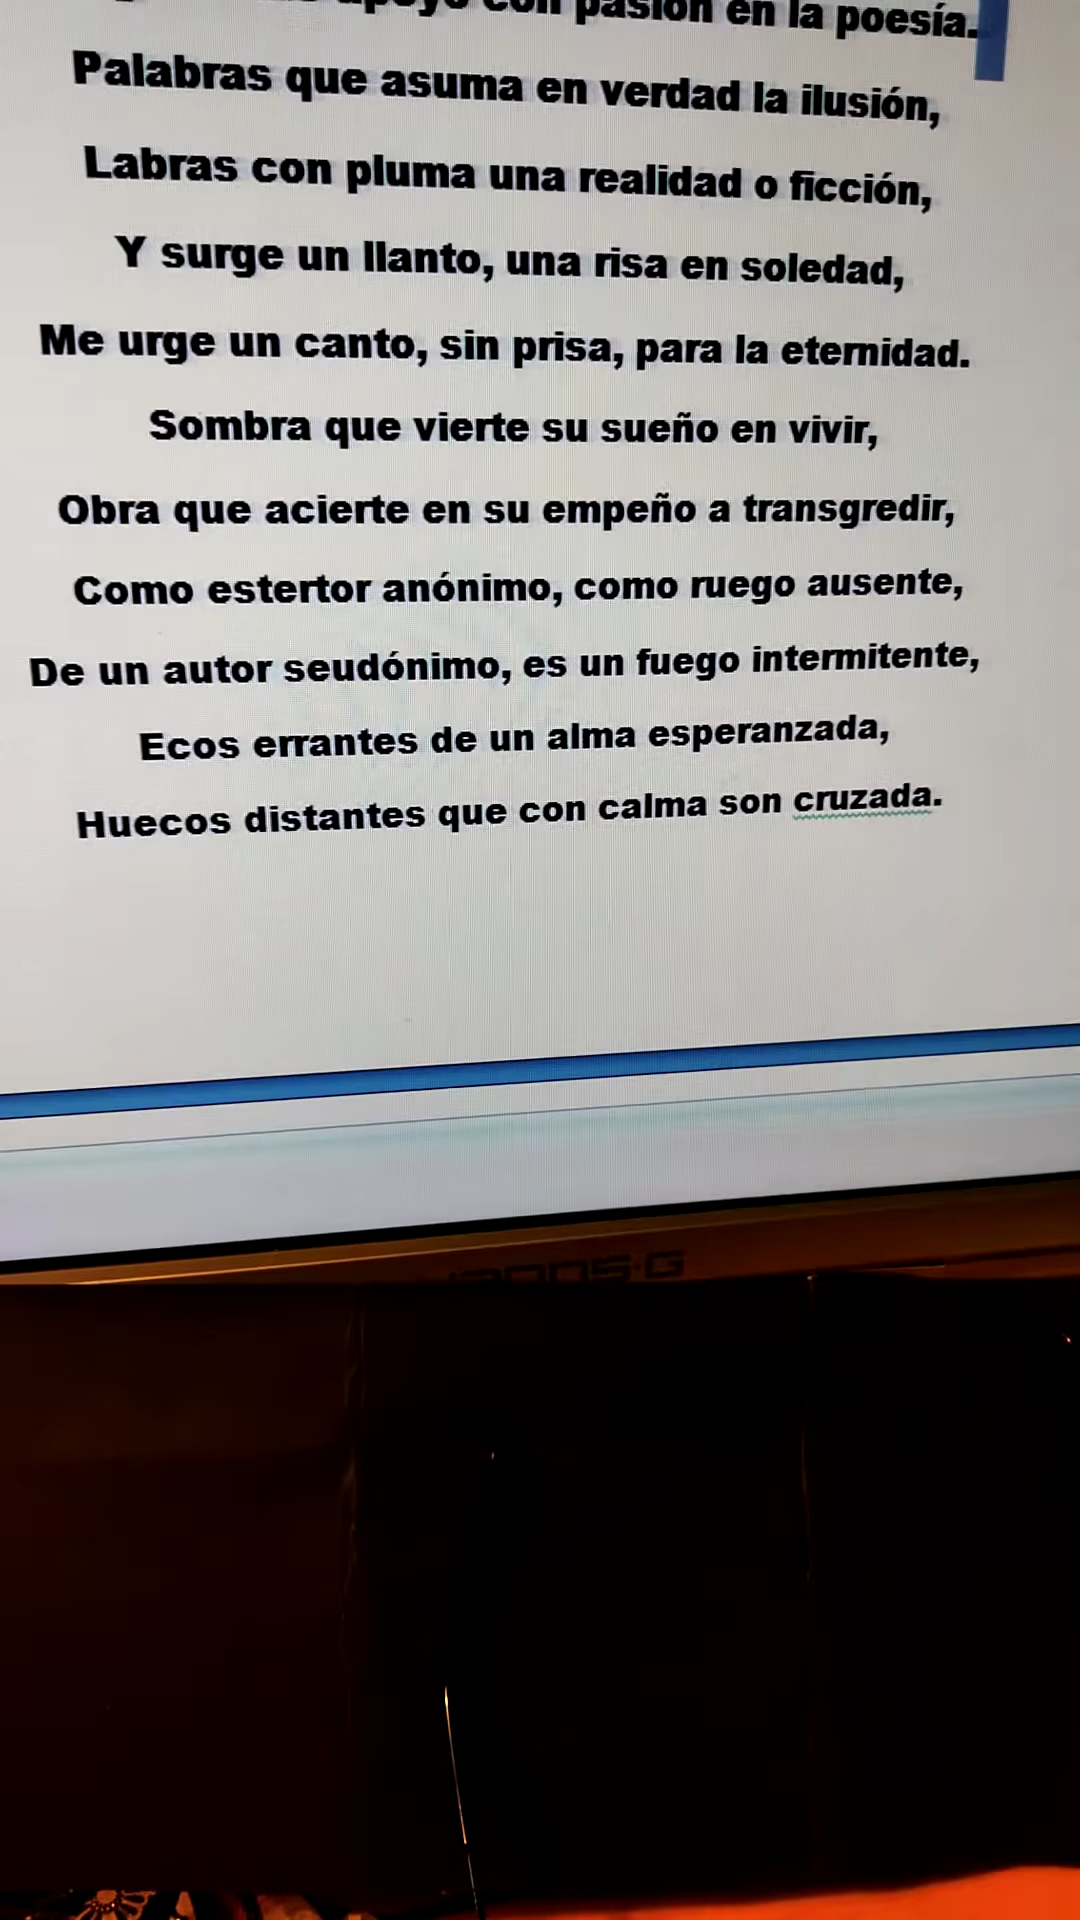 con pasión en la poesía.
Palabras que asuma en verdad la ilusión,
Labras con pluma una realidad o ficción,
Y surge un llanto, una risa en soledad,
Me urge un canto, sin prisa, para la eternidad.
Sombra que vierte su sueño en vivir,
Obra que acierte en su empeño a transgredir,
Como estertor anónimo, como ruego ausente,
De un autor seudónimo, es un fuego intermitente,
Ecos errantes de un alma esperanzada,
Huecos distantes que con calma son cruzada.